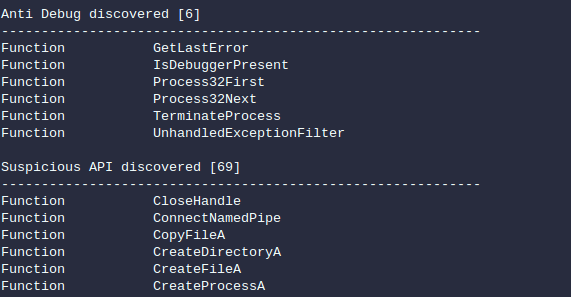 Anti Debug discovered [6]
------------------------------------------------------------
Function           GetLastError
Function           IsDebuggerPresent
Function           Process32First
Function           Process32Next
Function           TerminateProcess
Function           UnhandledExceptionFilter
Suspicious API discovered [69]
------------------------------------------------------------
Function           CloseHandle
Function           ConnectNamedPipe
Function           CopyFileA
Function           CreateDirectoryA
Function           CreateFileA
Function           CreateProcessA